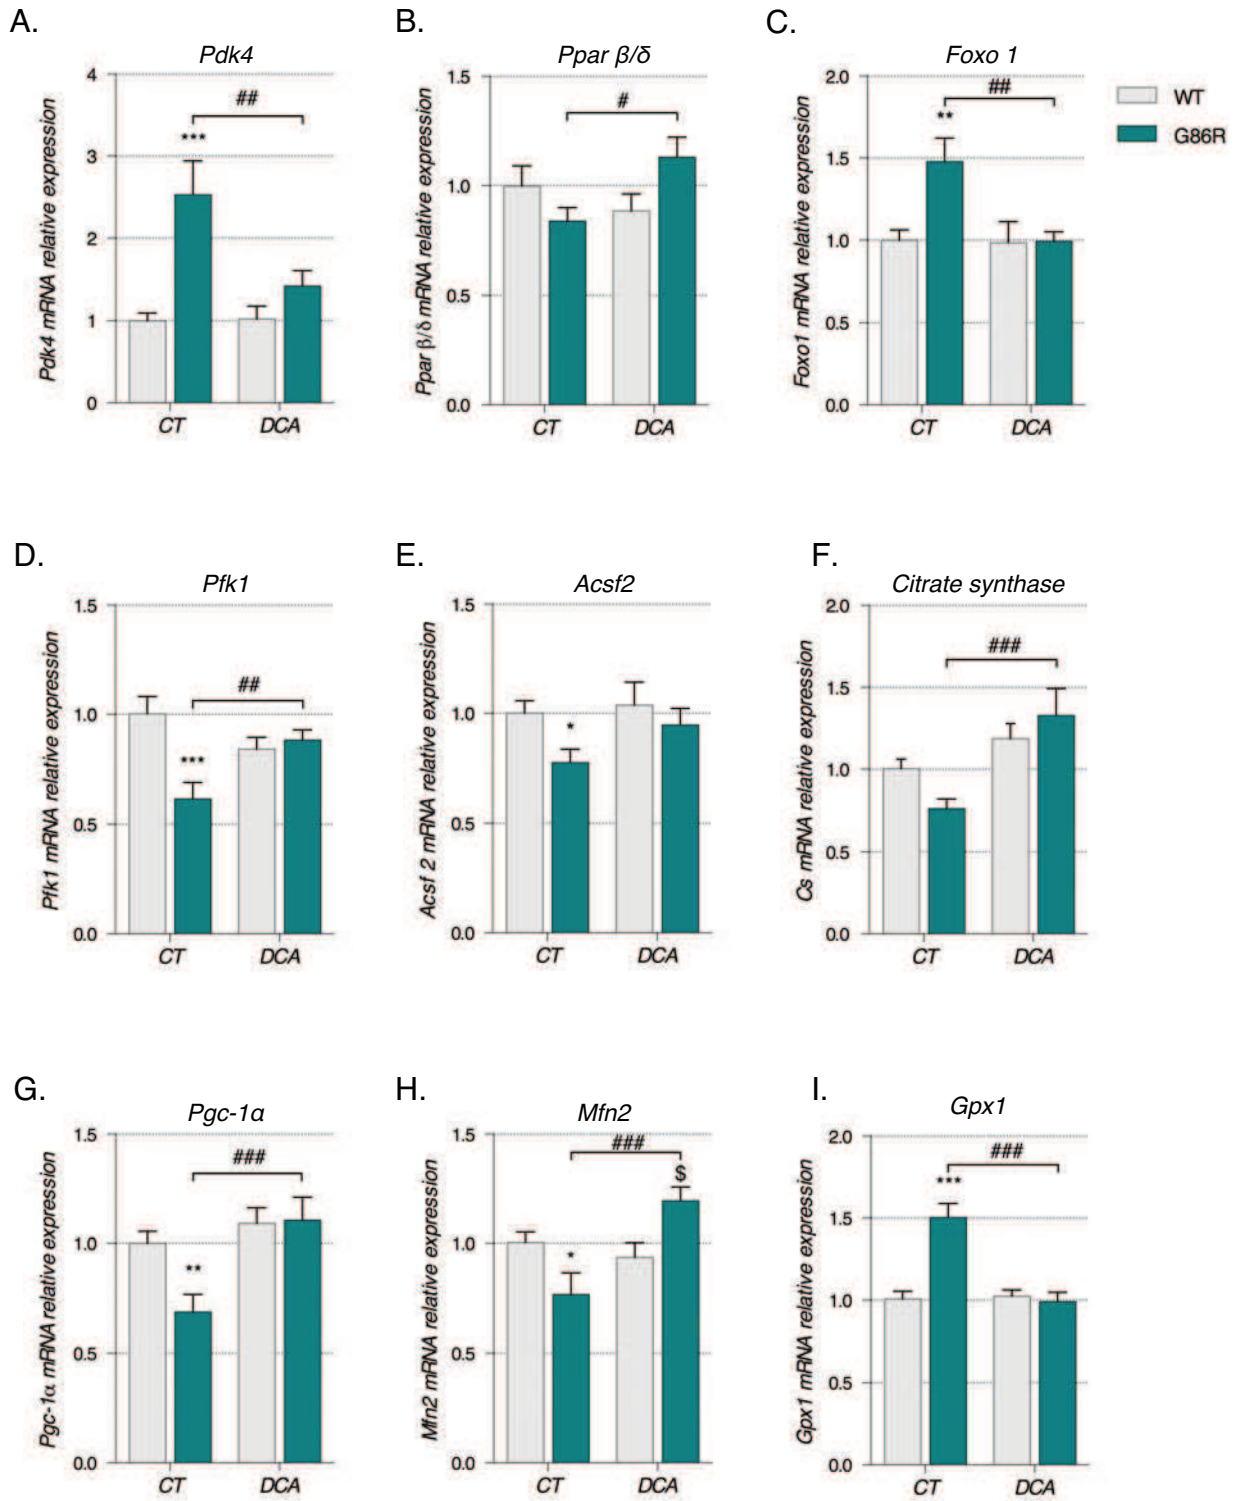 A.
Pdk4
Pdk4 mRNA relative expression
4
3
2
1
0
***
##
CT
DCA
B.
Ppar β/δ
Ppar β/δ mRNA relative expression
1.5
1.0
0.5
0.0
#
CT
DCA
C.
Foxo 1
Foxo1 mRNA relative expression
2.0
1.5
1.0
0.5
0.0
**
##
CT
DCA
WT
G86R
D.
Pfk1
Pfk1 mRNA relative expression
1.5
1.0
0.5
0.0
***
##
CT
DCA
E.
Acsf2
Acsf 2 mRNA relative expression
1.5
1.0
0.5
0.0
*
CT
DCA
F.
Citrate synthase
Cs mRNA relative expression
2.0
1.5
1.0
0.5
0.0
###
CT
DCA
G.
Pgc-1α
Pgc-1α mRNA relative expression
1.5
1.0
0.5
0.0
**
###
CT
DCA
H.
Mfn2
Mfn2 mRNA relative expression
1.5
1.0
0.5
0.0
*
###
$
CT
DCA
I.
Gpx1
Gpx1 mRNA relative expression
2.0
1.5
1.0
0.5
0.0
***
###
CT
DCA